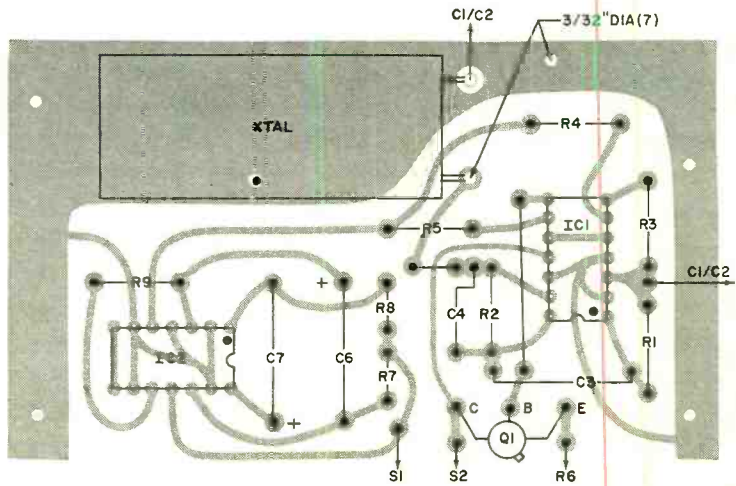 C1/C2
3/32"DIA(7)
XTAL
R4
R5
IC1
R3
C1/C2
R9
+
R8
C4
R2
R1
C7
C6
R7
C3
+
C
B
E
Q1
S1
S2
R6